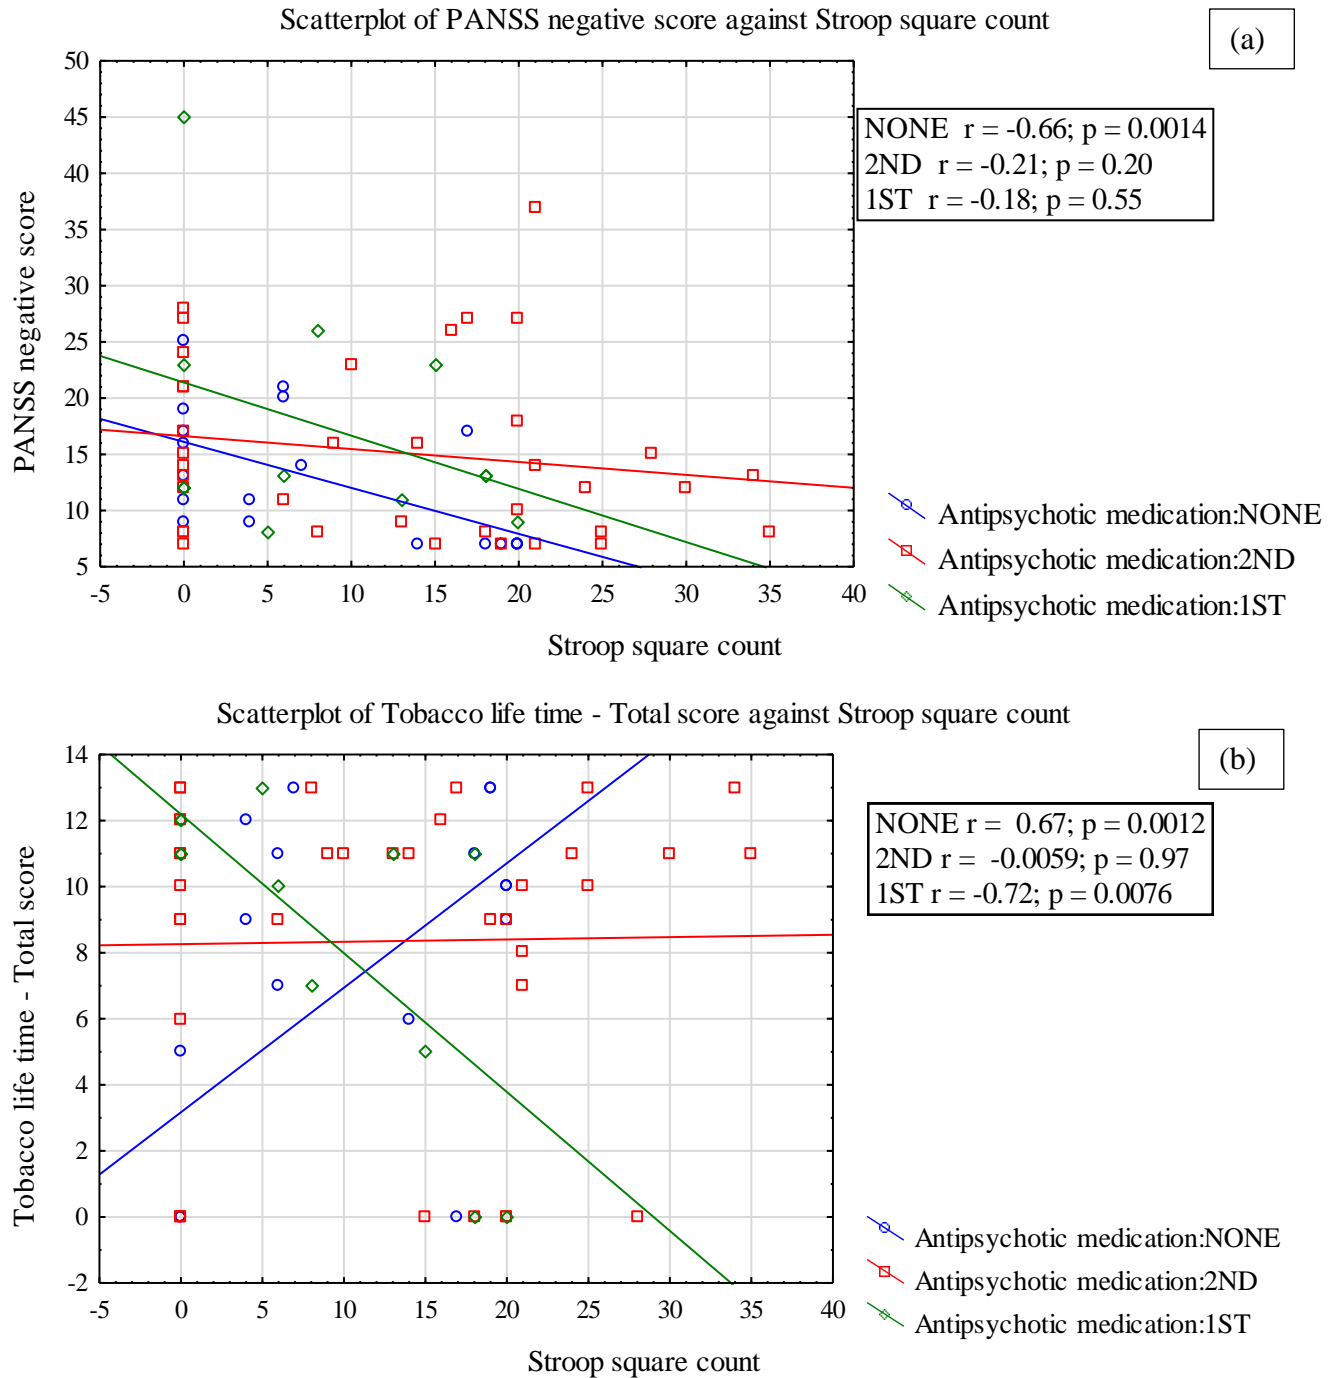 Scatterplot of PANSS negative score against Stroop square count
(a)
50
45
40
35
30
25
20
15
10
5
PANSS negative score
-5 0 5 10 15 20 25 30 35 40
Stroop square count
NONE r = -0.66; p = 0.0014
2ND r = -0.21; p = 0.20
1ST r = -0.18; p = 0.55
Antipsychotic medication:NONE
Antipsychotic medication:2ND
Antipsychotic medication:1ST
Scatterplot of Tobacco life time - Total score against Stroop square count
(b)
14
12
10
8
6
4
2
0
-2
Tobacco life time - Total score
-5 0 5 10 15 20 25 30 35 40
Stroop square count
NONE r = 0.67; p = 0.0012
2ND r = -0.0059; p = 0.97
1ST r = -0.72; p = 0.0076
Antipsychotic medication:NONE
Antipsychotic medication:2ND
Antipsychotic medication:1ST